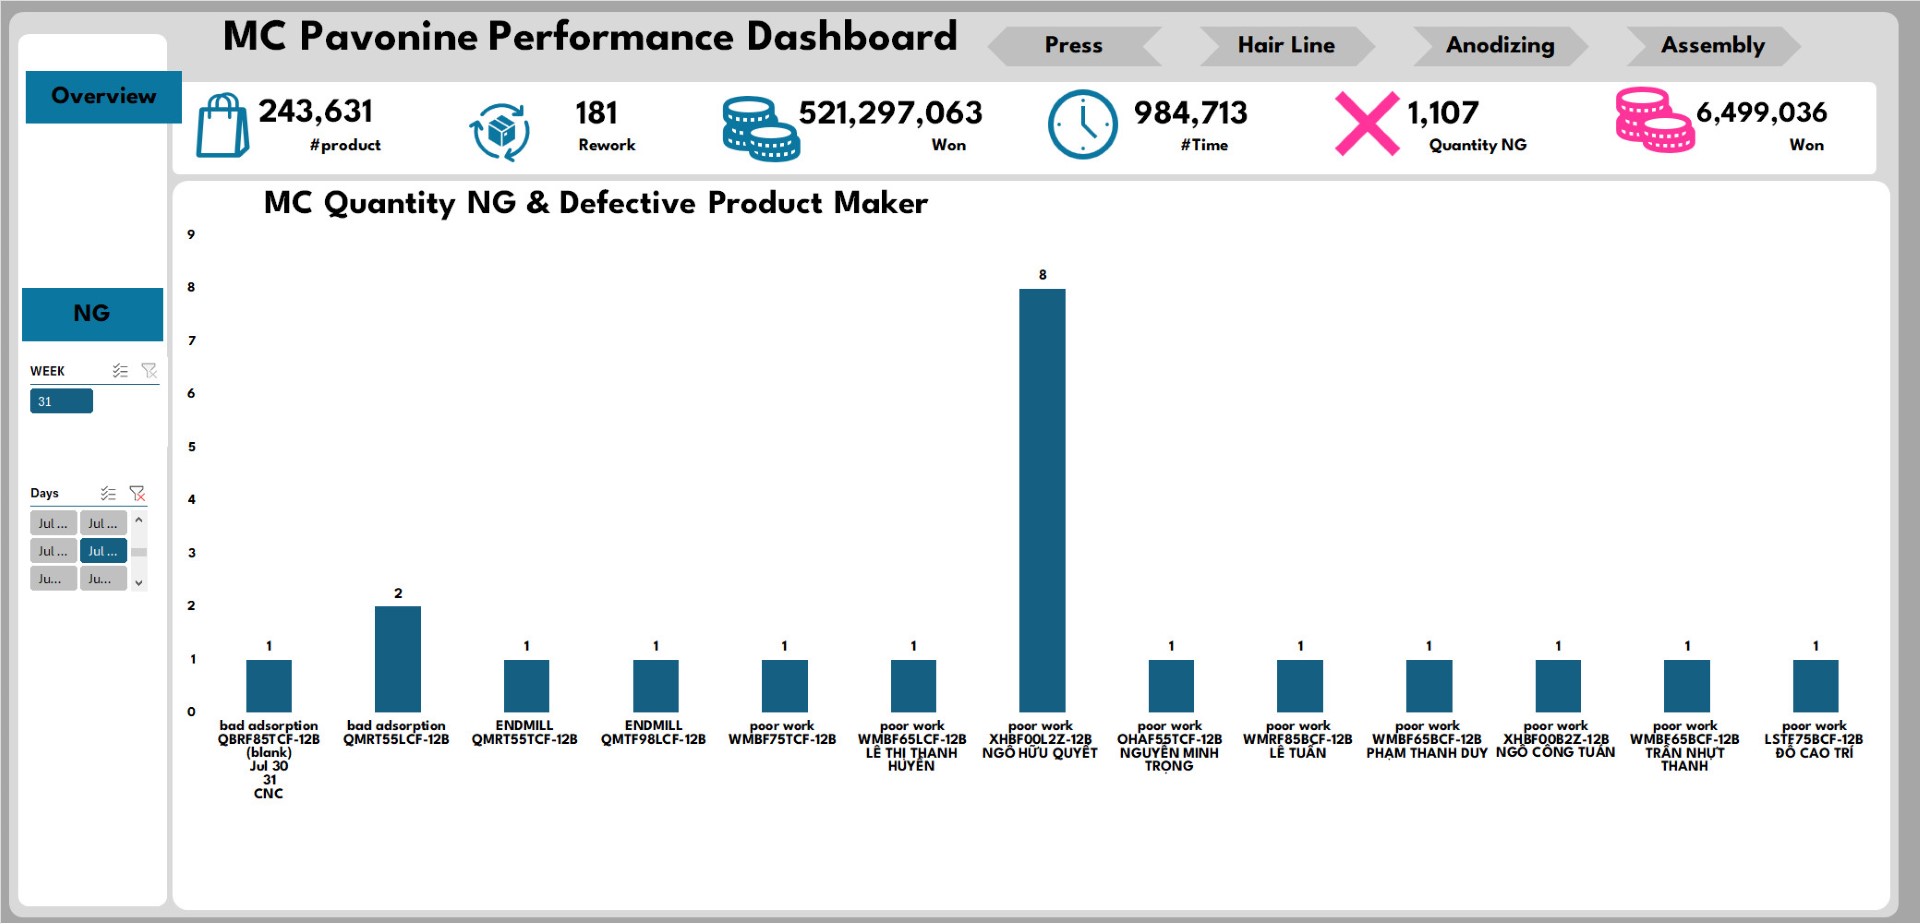 MC Pavonine Performance Dashboard
Press
Hair Line
Anodizing
Assembly
Overview
243,631
#product
181
Rework
521,297,063
Won
984,713
#Time
1,107
Quantity NG
6,499,036
Won
NG
WEEK
31
Days
Jul ...
Jul ...
Jul ...
Jul ...
Ju...
Ju...
MC Quantity NG & Defective Product Maker
9
8
7
6
5
4
3
2
1
0
1
2
1
1
1
1
8
1
1
1
1
1
1
bad adsorption
QBRF85TCF-12B
(blank)
Jul 30
31
CNC
bad adsorption
QMRT55LCF-12B
ENDMILL
QMRT55TCF-12B
ENDMILL
QMTF98LCF-12B
poor work
WMBF75TCF-12B
poor work
WMBF65LCF-12B
LÊ THỊ THANH
HUYỀN
poor work
XHBF00L2Z-12B
NGÔ HỮU QUYẾT
poor work
OHAF55TCF-12B
NGUYỄN MINH
TRỌNG
poor work
WMRF85BCF-12B
LÊ TUẤN
poor work
WMBF65BCF-12B
PHẠM THANH DUY
poor work
XHBF00B2Z-12B
NGÔ CÔNG TUẤN
poor work
WMBF65BCF-12B
TRẦN NHỰT
THANH
poor work
LSTF75BCF-12B
ĐỖ CAO TRÍ